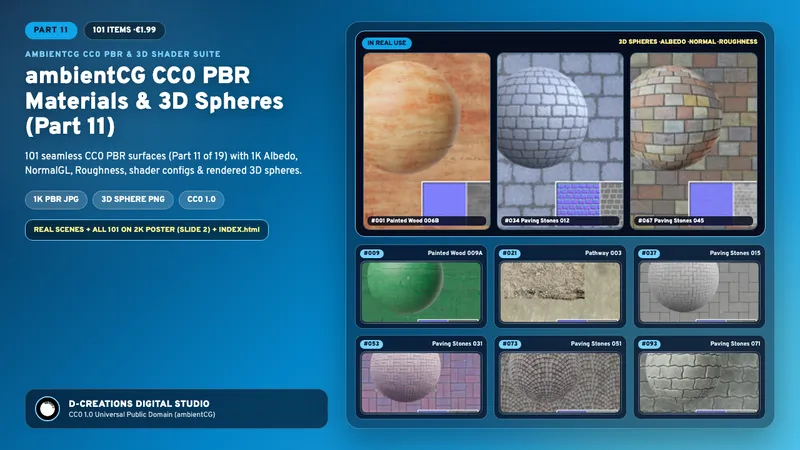 PART 11
101 ITEMS •€1.99
AMBIENTCG CC0 PBR & 3D SHADER SUITE
ambientCG CC0 PBR
Materials & 3D Spheres
(Part 11)
101 seamless CC0 PBR surfaces (Part 11 of 19) with 1K Albedo,
NormalGL, Roughness, shader configs & rendered 3D spheres.
1K PBR JPG
3D SPHERE PNG
CC0 1.0
REAL SCENES + ALL 101 ON 2K POSTER (SLIDE 2) + INDEX.html
D-CREATIONS DIGITAL STUDIO
CC0 1.0 Universal Public Domain (ambientCG)
IN REAL USE
3D SPHERES •ALBEDO •NORMAL •ROUGHNESS
#001 Painted Wood 006B
#034 Paving Stones 012
#067 Paving Stones 045
#009
Painted Wood 009A
#021
Pathway 003
#037
Paving Stones 015
#053
Paving Stones 031
#073
Paving Stones 051
#093
Paving Stones 071